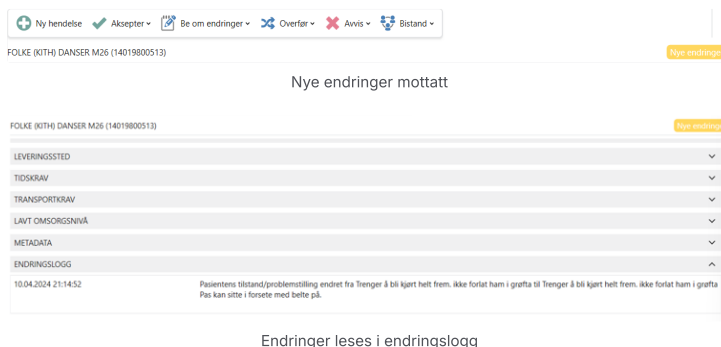 Ny hendelse Aksepter Be om endringer Overfør Avvis Bistand
FOLKE (KITH) DANSER M26 (14019800513) Nye endringe
Nye endringer mottatt
FOLKE (KITH) DANSER M26 (14019800513) Nye endring
LEVERINGSSTED
TIDSKRAV
TRANSPORTKRAV
LAVT OMSORGSNIVÅ
METADATA
ENDRINGSLOGG
10.04.2024 21:14:52 Pasientens tilstand/problemstilling endret fra Trenger å bli kjørt helt frem. ikke forlat ham i grøfta til Trenger å bli kjørt helt frem. ikke forlat ham i grøfta
Pas kan sitte i forsete med belte på.
Endringer leses i endringslogg